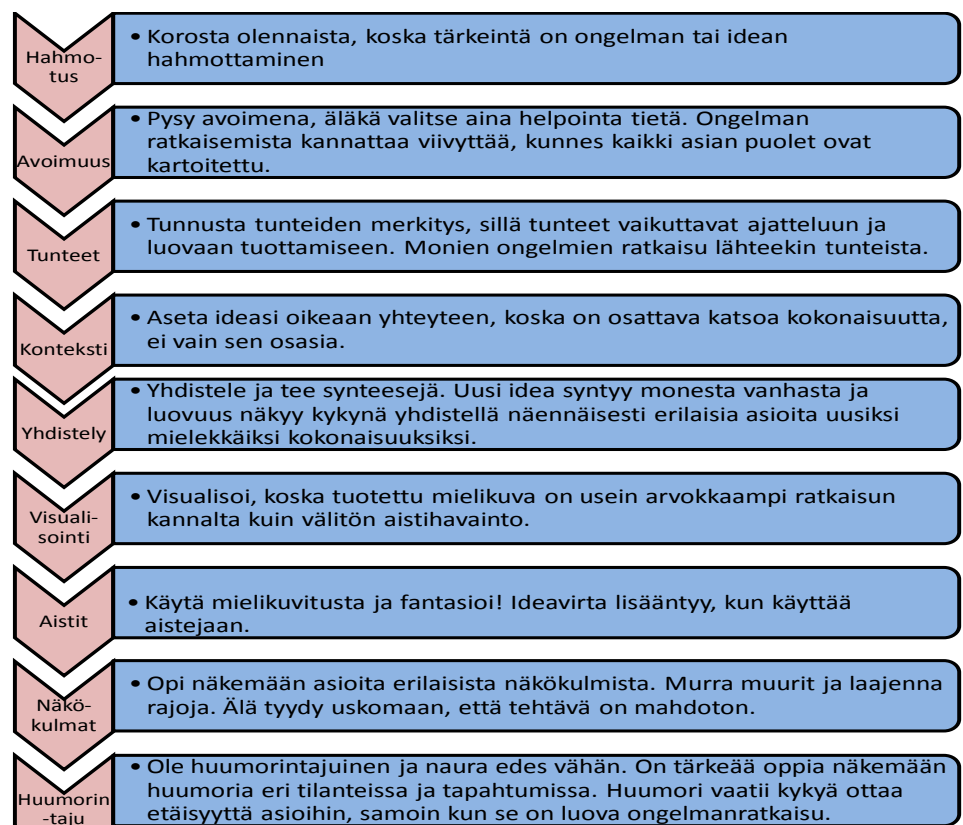 Hahmo-
tus
• Korosta olennaista, koska tärkeintä on ongelman tai idean
hahmottaminen
Avoimuus
• Pysy avoimena, äläkä valitse aina helpointa tietä. Ongelman
ratkaisemista kannattaa viivyttää, kunnes kaikki asian puolet ovat
kartoitettu.
Tunteet
• Tunnusta tunteiden merkitys, sillä tunteet vaikuttavat ajatteluun ja
luovaan tuottamiseen. Monien ongelmien ratkaisu lähteekin tunteista.
Konteksti
• Aseta ideasi oikeaan yhteyteen, koska on osattava katsoa kokonaisuutta,
ei vain sen osasia.
Yhdistely
• Yhdistele ja tee synteesejä. Uusi idea syntyy monesta vanhasta ja
luovuus näkyy kykynä yhdistellä näennäisesti erilaisia asioita uusiksi
mielekkäiksi kokonaisuuksiksi.
Visuali-
sointi
• Visualisoi, koska tuotettu mielikuva on usein arvokkaampi ratkaisun
kannalta kuin välitön aistihavainto.
Aistit
• Käytä mielikuvitusta ja fantasioi! Ideavirta lisääntyy, kun käyttää
aistejaan.
Näkö-
kulmat
• Opi näkemään asioita erilaisista näkökulmista. Murra muurit ja laajenna
rajoja. Älä tyydy uskomaan, että tehtävä on mahdoton.
Huumorin
-taju
• Ole huumorintajuinen ja naura edes vähän. On tärkeää oppia näkemään
huumoria eri tilanteissa ja tapahtumissa. Huumori vaatii kykyä ottaa
etäisyyttä asioihin, samoin kun se on luova ongelmanratkaisu.